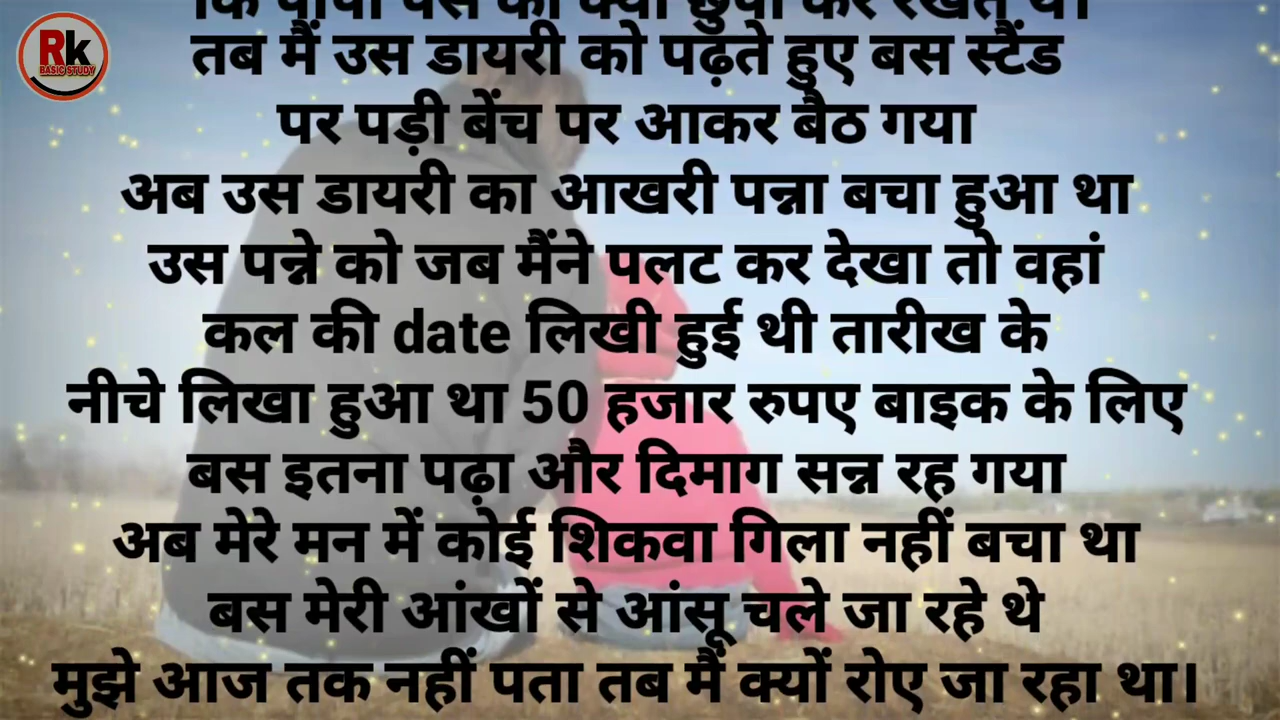 Rk
BASIC STUDY
तब मैं उस डायरी को पढ़ते हुए बस स्टैंड
पर पड़ी बेंच पर आकर बैठ गया
अब उस डायरी का आखरी पन्ना बचा हुआ था
उस पन्ने को जब मैंने पलट कर देखा तो वहां
कल की date लिखी हुई थी तारीख के
नीचे लिखा हुआ था 50 हजार रुपए बाइक के लिए
बस इतना पढ़ा और दिमाग सन्न रह गया
अब मेरे मन में कोई शिकवा गिला नहीं बचा था
बस मेरी आंखों से आंसू चले जा रहे थे
मुझे आज तक नहीं पता तब मैं क्यों रोए जा रहा था।